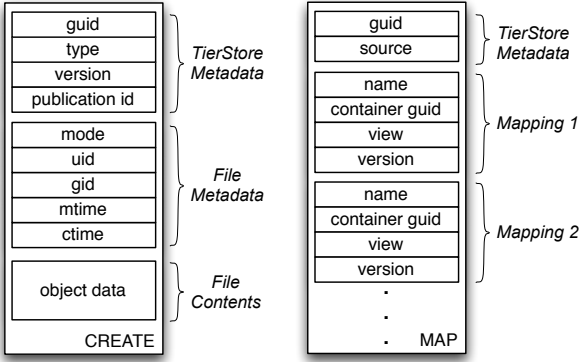 guid
type
version
publication id
TierStore
Metadata
mode
uid
gid
mtime
ctime
File
Metadata
object data
File
Contents
CREATE
guid
source
TierStore
Metadata
name
container guid
view
version
Mapping 1
name
container guid
view
version
Mapping 2
.
.
.
MAP